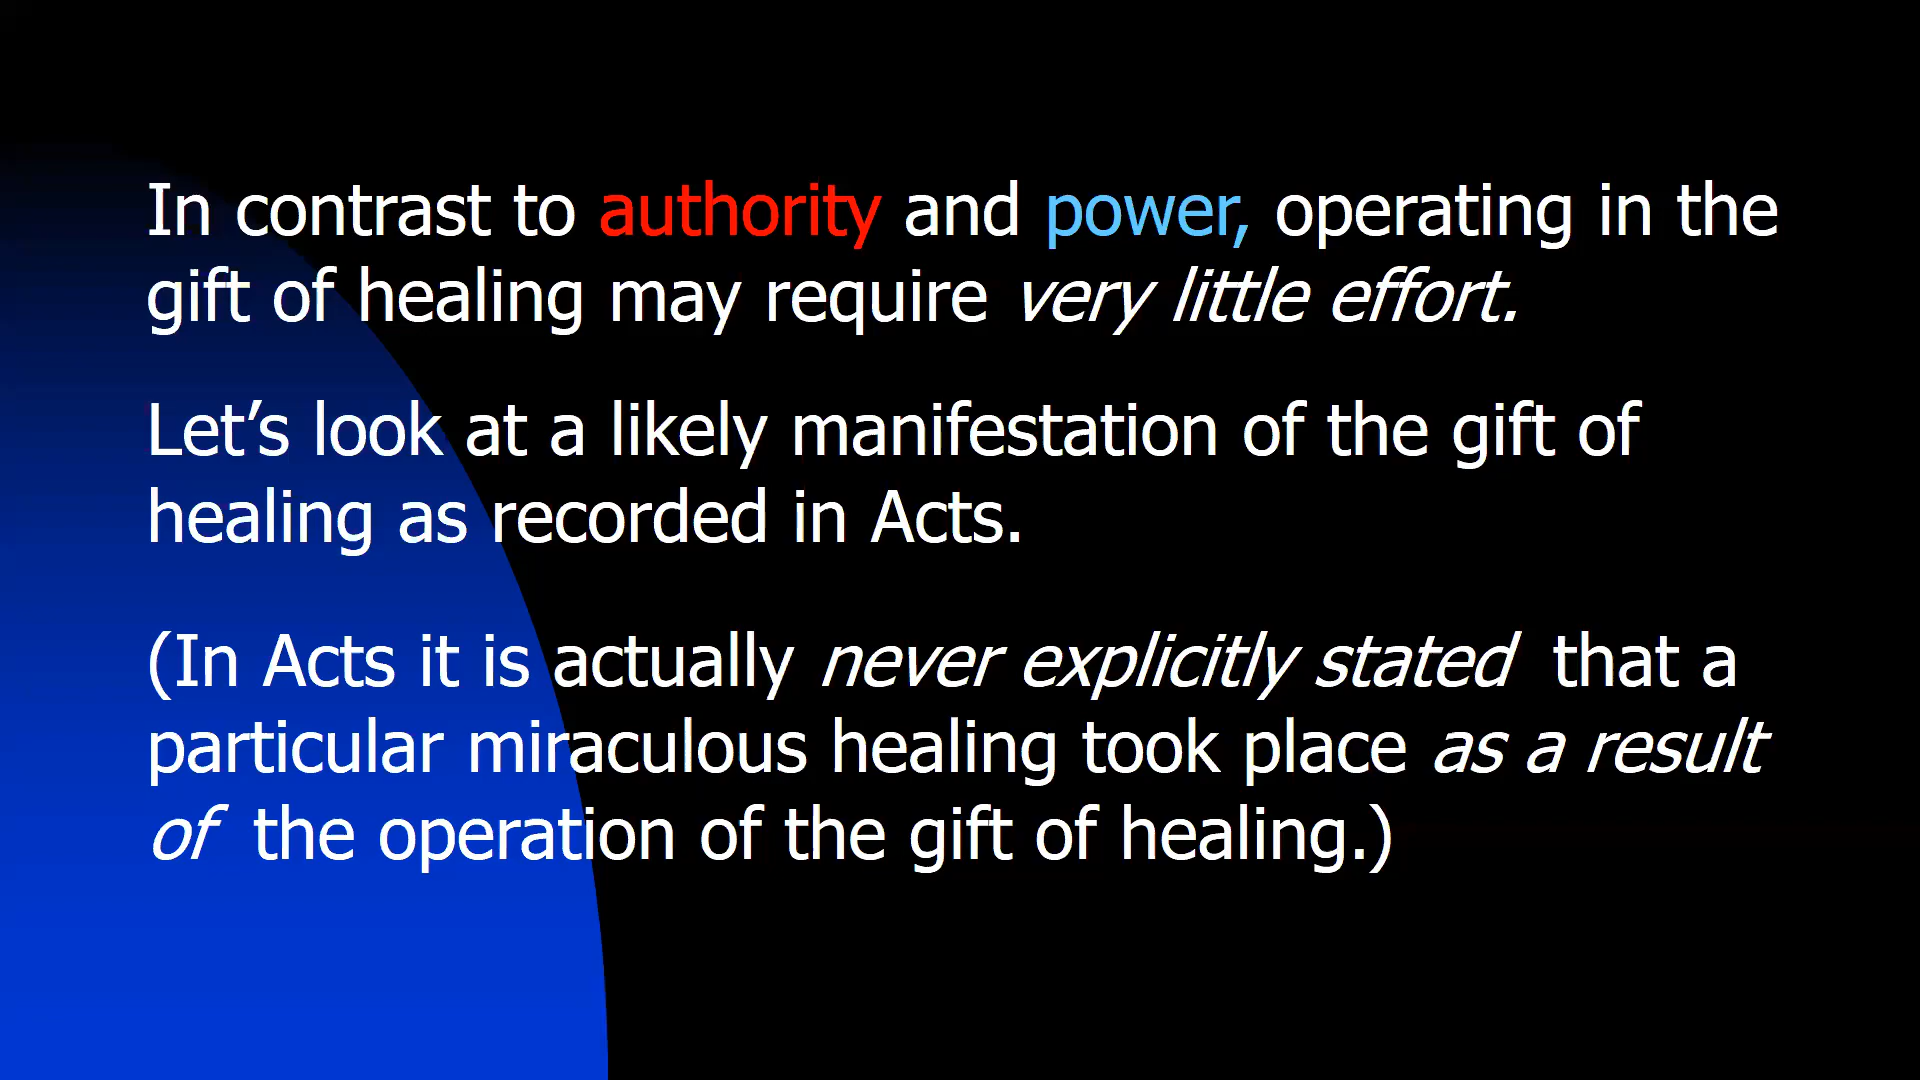 In contrast to authority and power, operating in the
gift of healing may require very little effort.
Let’s look at a likely manifestation of the gift of
healing as recorded in Acts.
(In Acts it is actually never explicitly stated that a
particular miraculous healing took place as a result
of the operation of the gift of healing.)